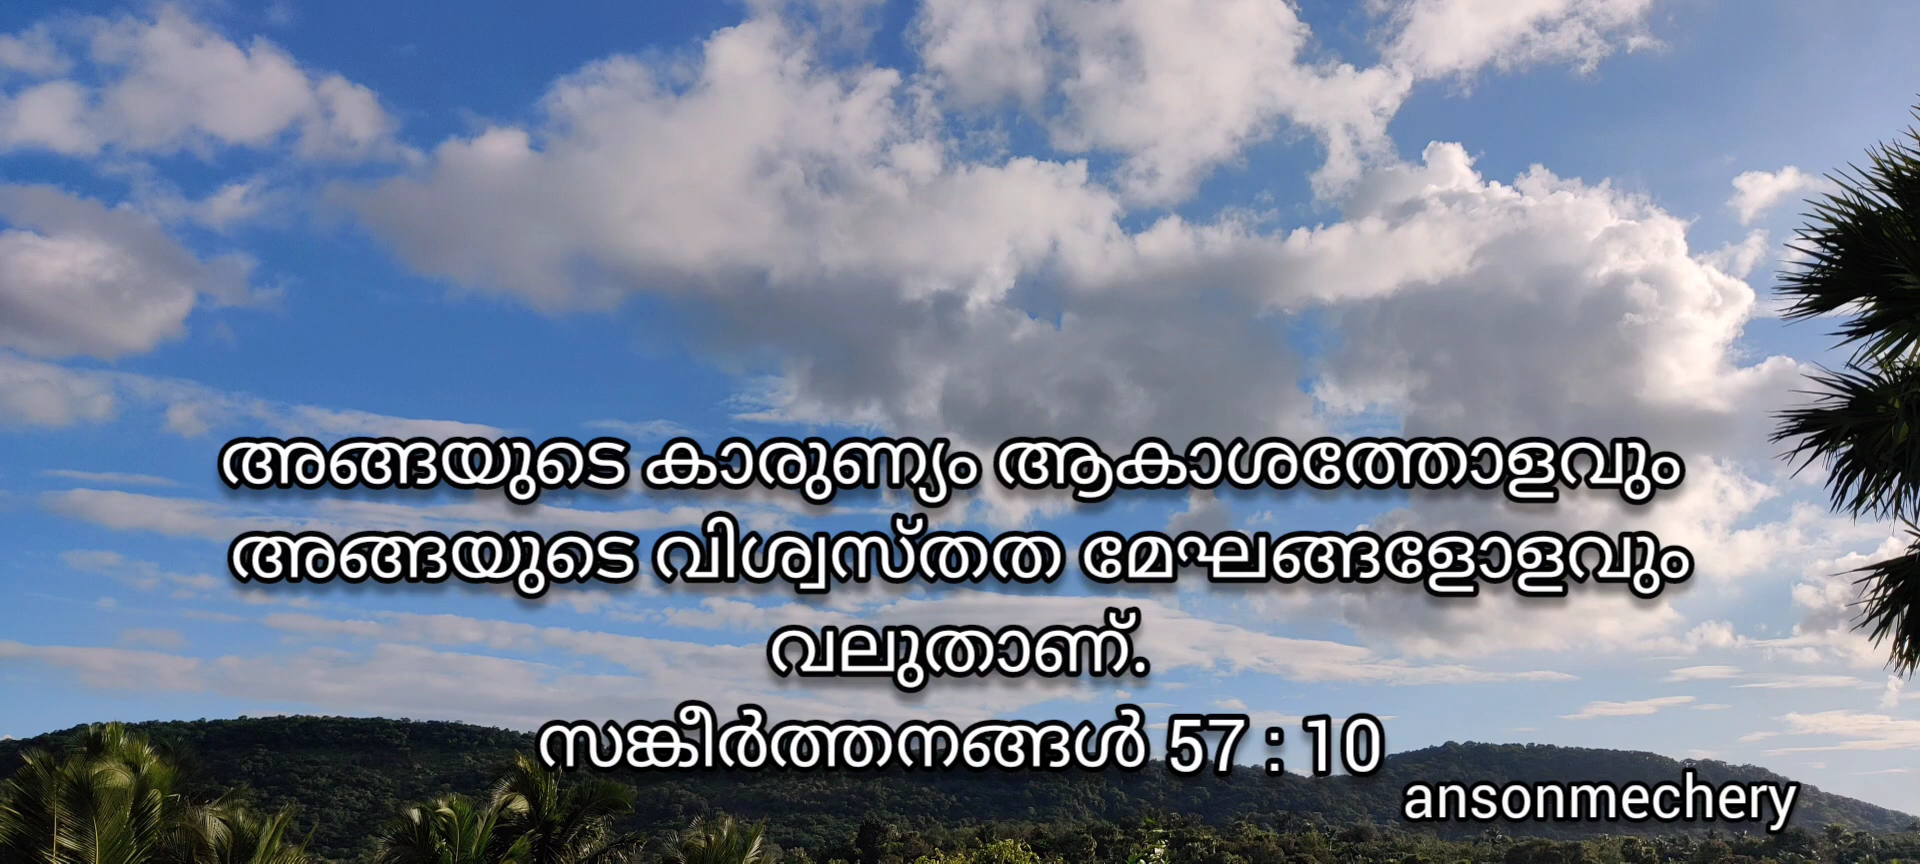 അങ്ങയുടെ കാരുണ്യം ആകാശത്തോളവും
അങ്ങയുടെ വിശ്വസ്തത മേഘങ്ങളോളവും
വലുതാണ്.
സങ്കീർത്തനങ്ങൾ 57 : 10
ansonmechery